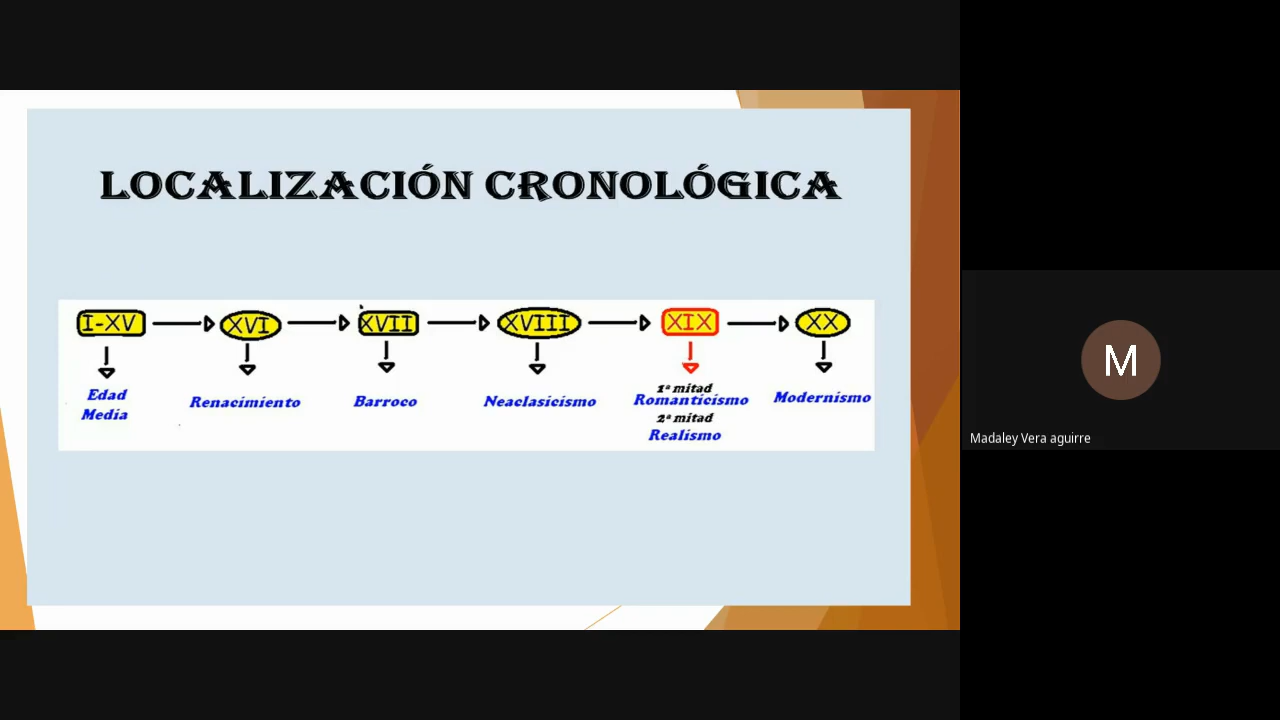 LOCALIZACIÓN CRONOLÓGICA
I-XV XVI XVII XVIII XIX XX
Edad Media
Renacimiento
Barroco
Neaclasicismo
1ª mitad
Romanticismo
2ª mitad
Realismo
Modernismo
M
Madaley Vera aguirre